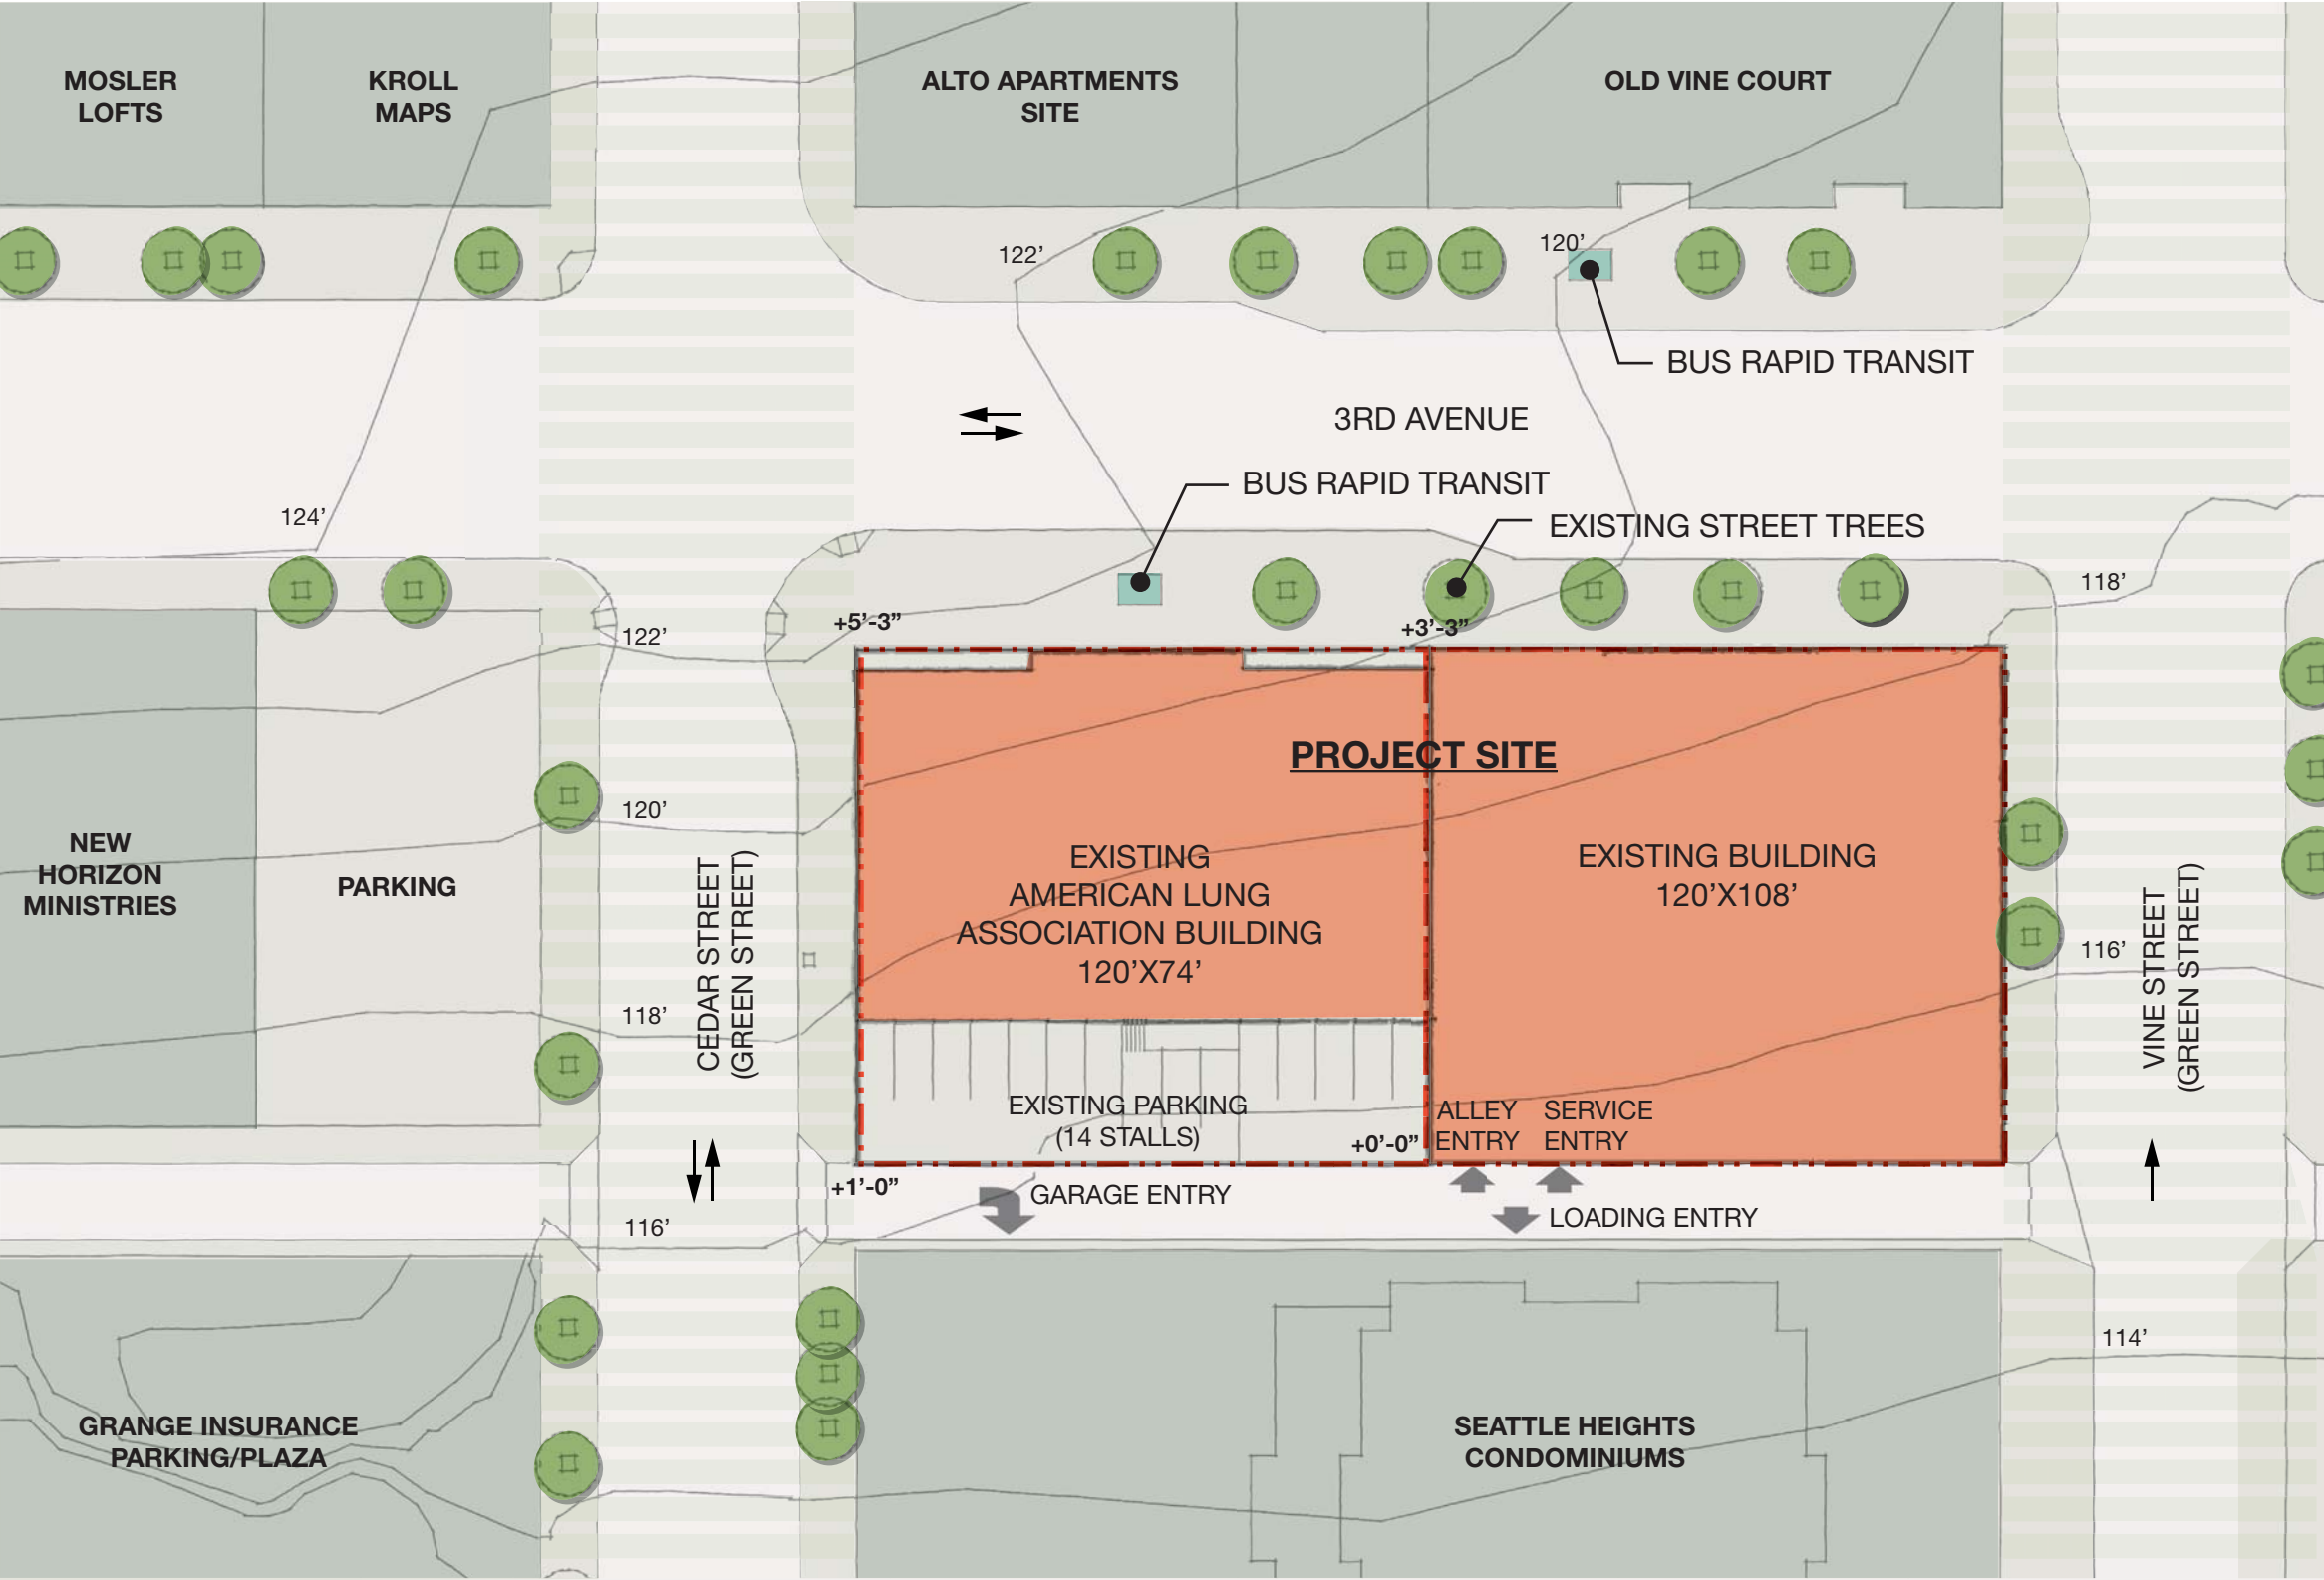 MOSLER
LOFTS
KROLL
MAPS
ALTO APARTMENTS
SITE
OLD VINE COURT
122’
120’
BUS RAPID TRANSIT
3RD AVENUE
BUS RAPID TRANSIT
124’
EXISTING STREET TREES
118’
+5’-3”
+3’-3”
122’
PROJECT SITE
120’
NEW
HORIZON
MINISTRIES
PARKING
CEDAR STREET
(GREEN STREET)
EXISTING
AMERICAN LUNG
ASSOCIATION BUILDING
120’X74’
EXISTING BUILDING
120’X108’
116’
VINE STREET
(GREEN STREET)
118’
EXISTING PARKING
(14 STALLS)
+0’-0”
ALLEY
ENTRY
SERVICE
ENTRY
+1’-0”
GARAGE ENTRY
LOADING ENTRY
116’
114’
GRANGE INSURANCE
PARKING/PLAZA
SEATTLE HEIGHTS
CONDOMINIUMS